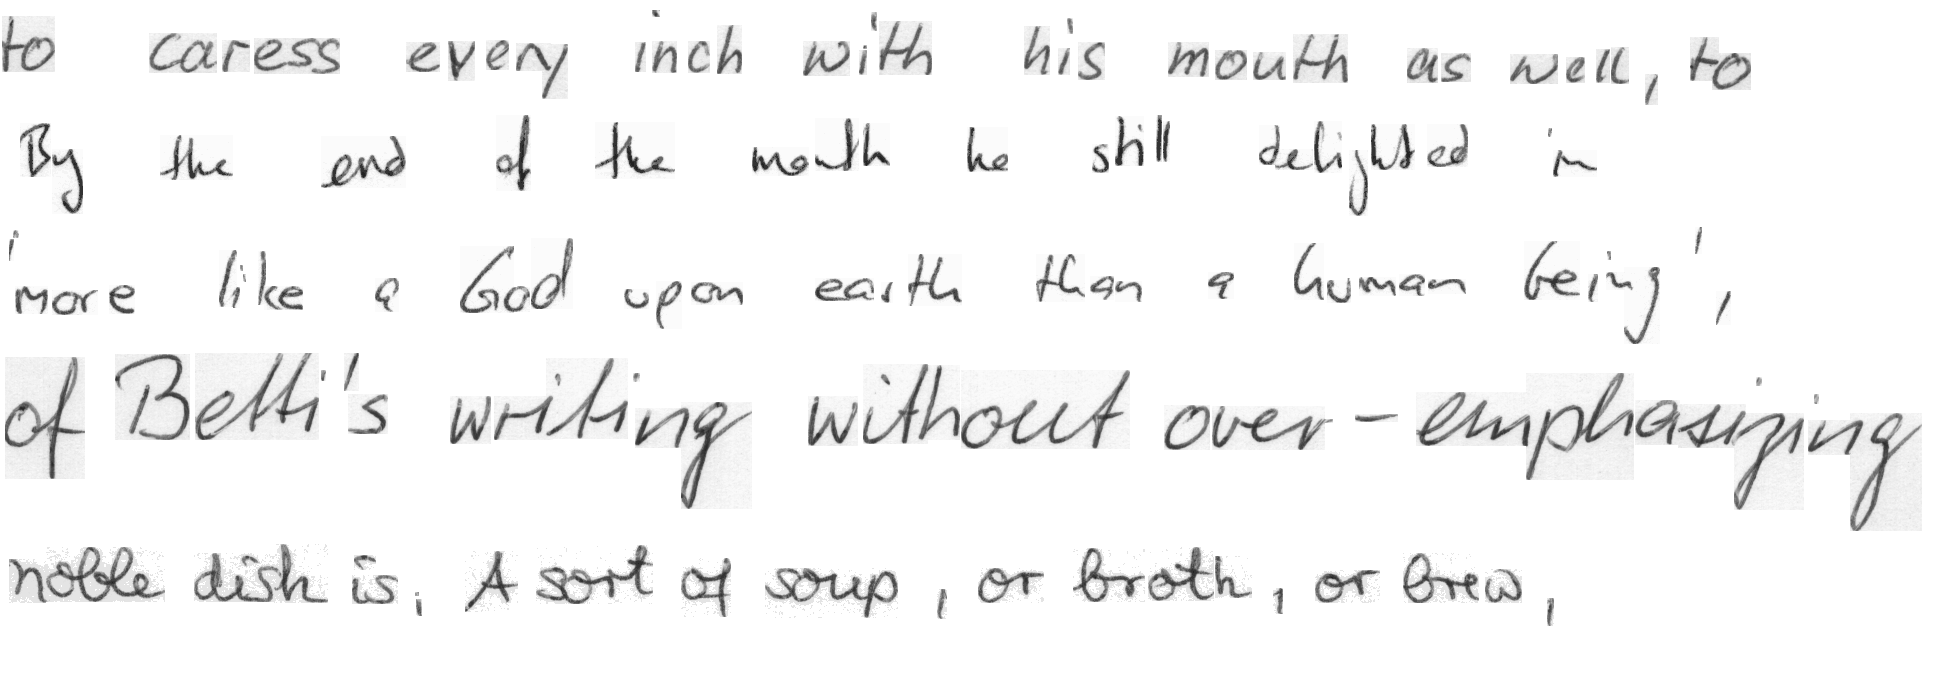 to caress every inch with his mouth as well, to
By the end of the month he still delighted in
'more like a God upon earth than a human being',
of Betti's writing without over-emphasizing
noble dish is, A sort of soup, or broth, or brew,